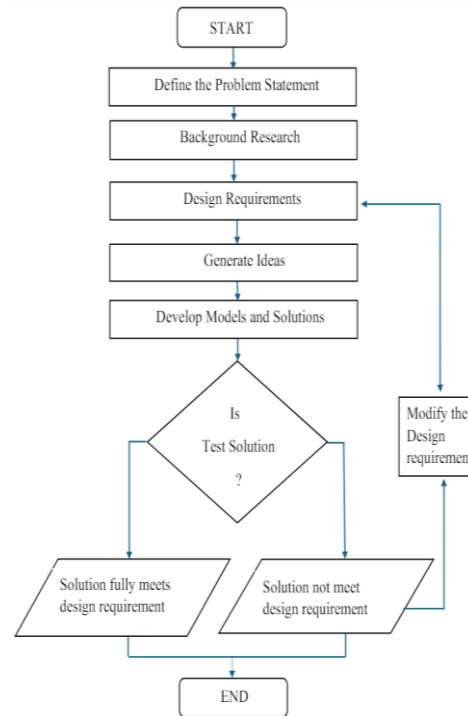 START
Define the Problem Statement
Background Research
Design Requirements
Generate Ideas
Develop Models and Solutions
Is
Test Solution
?
Modify the
Design
requirement
Solution fully meets
design requirement
Solution not meet
design requirement
END